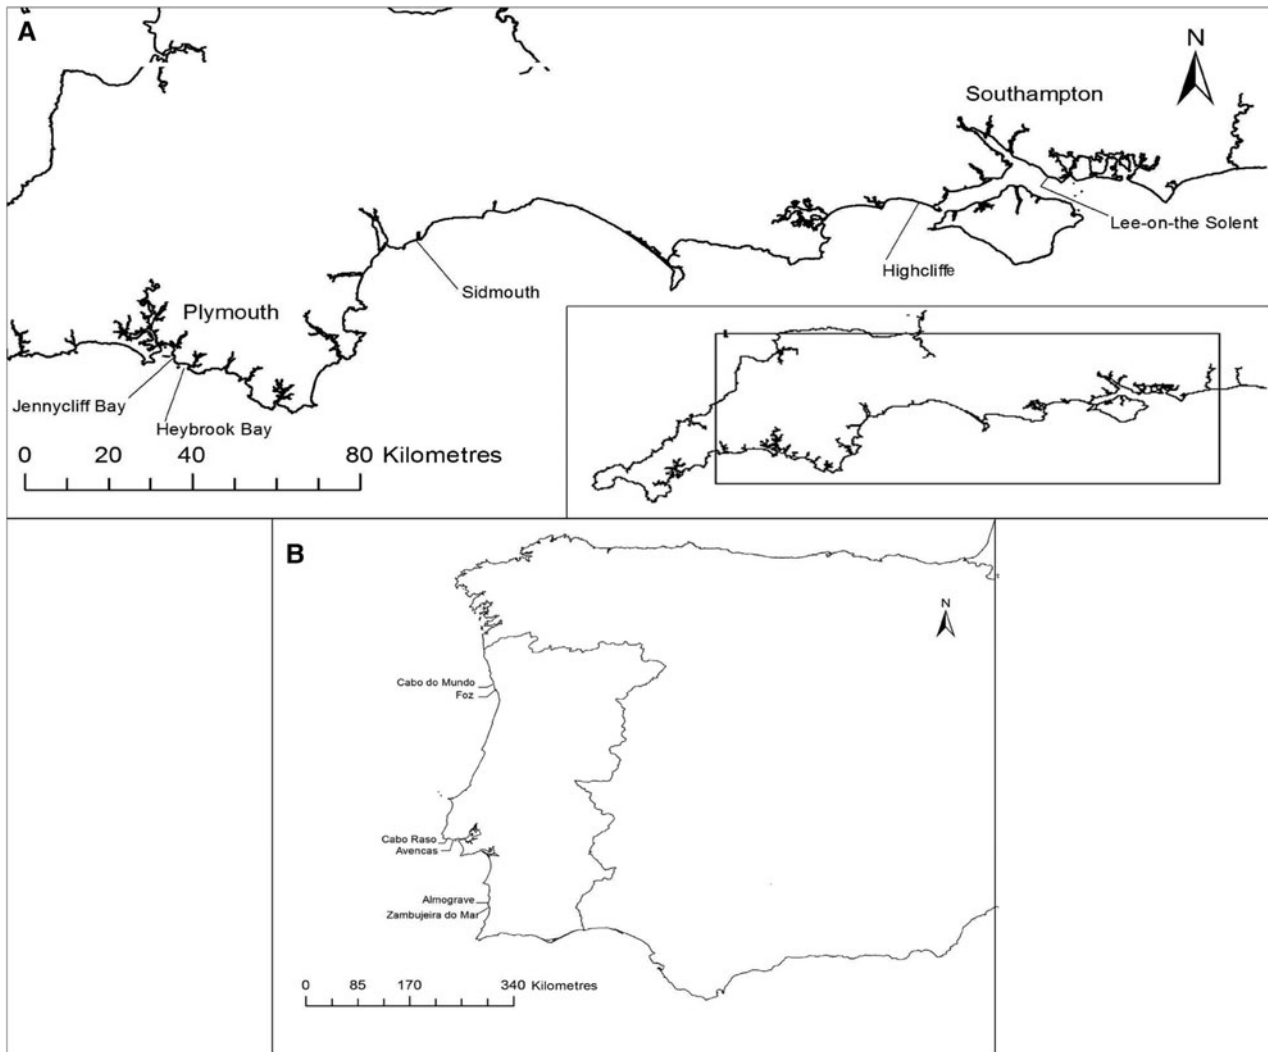 A
N
Southampton
Lee-on-the Solent
Highcliffe
Sidmouth
Plymouth
Jennycliff Bay
Heybrook Bay
0 20 40 80 Kilometres
B
N
Cabo do Mundo
Foz
Cabo Raso
Avencas
Almograve
Zambujeira do Mar
0 85 170 340 Kilometres